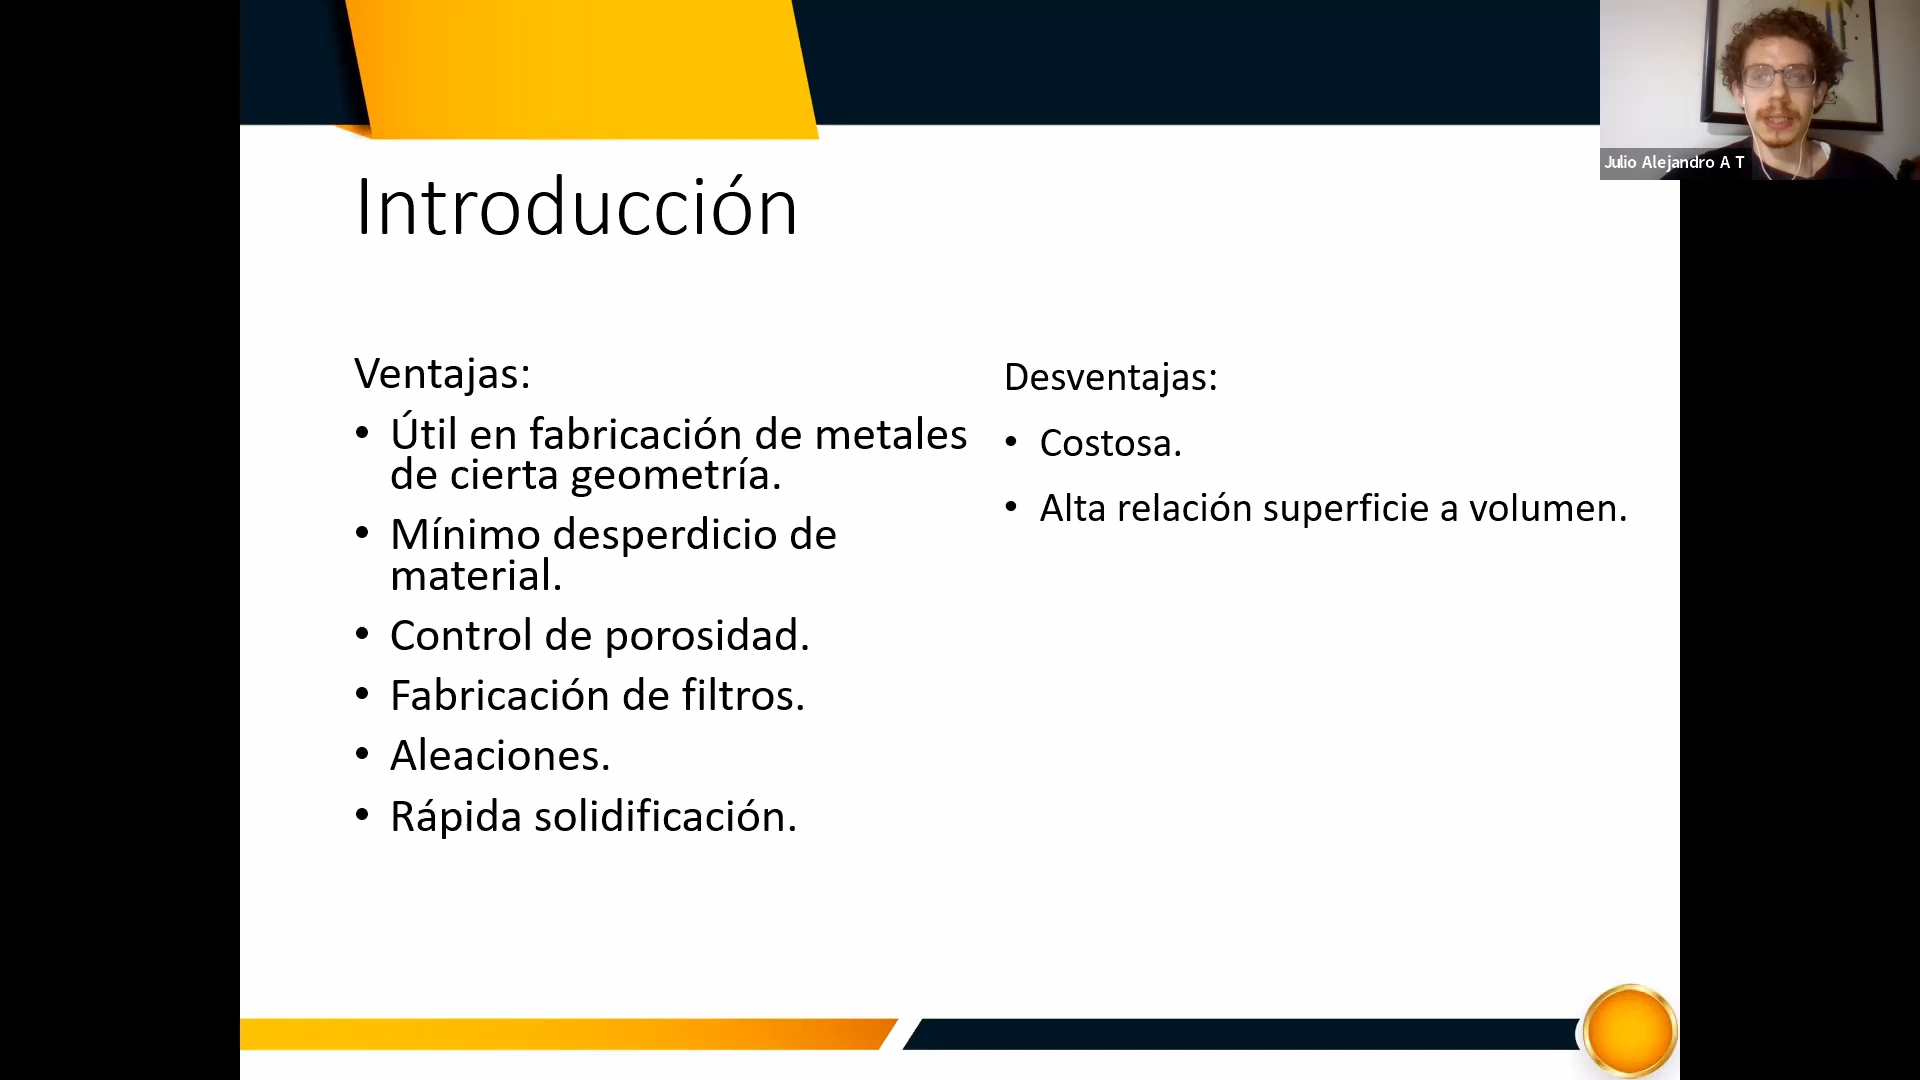 Introducción
Ventajas:
• Útil en fabricación de metales
de cierta geometría.
• Mínimo desperdicio de
material.
• Control de porosidad.
• Fabricación de filtros.
• Aleaciones.
• Rápida solidificación.
Desventajas:
• Costosa.
• Alta relación superficie a volumen.
Julio Alejandro A T